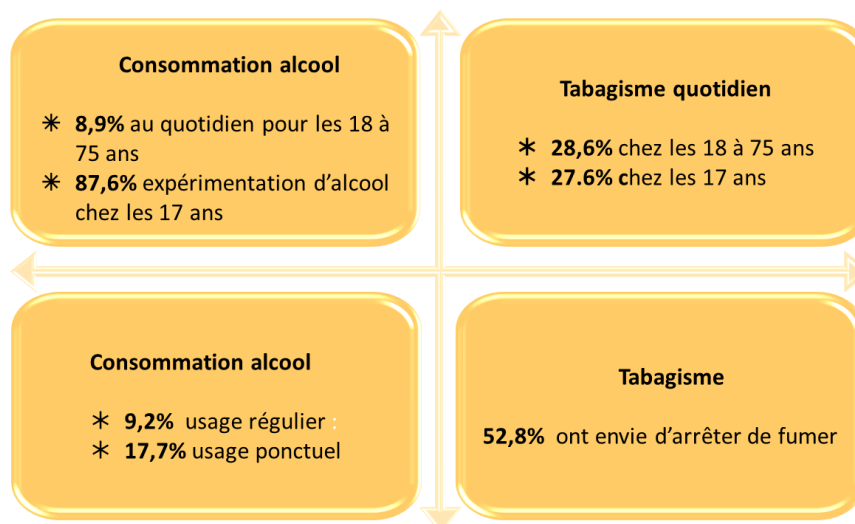 Consommation alcool
✳ 8,9% au quotidien pour les 18 à
75 ans
✳ 87,6% expérimentation d’alcool
chez les 17 ans
Tabagisme quotidien
✳ 28,6% chez les 18 à 75 ans
✳ 27.6% chez les 17 ans
Consommation alcool
✳ 9,2% usage régulier :
✳ 17,7% usage ponctuel
Tabagisme
52,8% ont envie d’arrêter de fumer